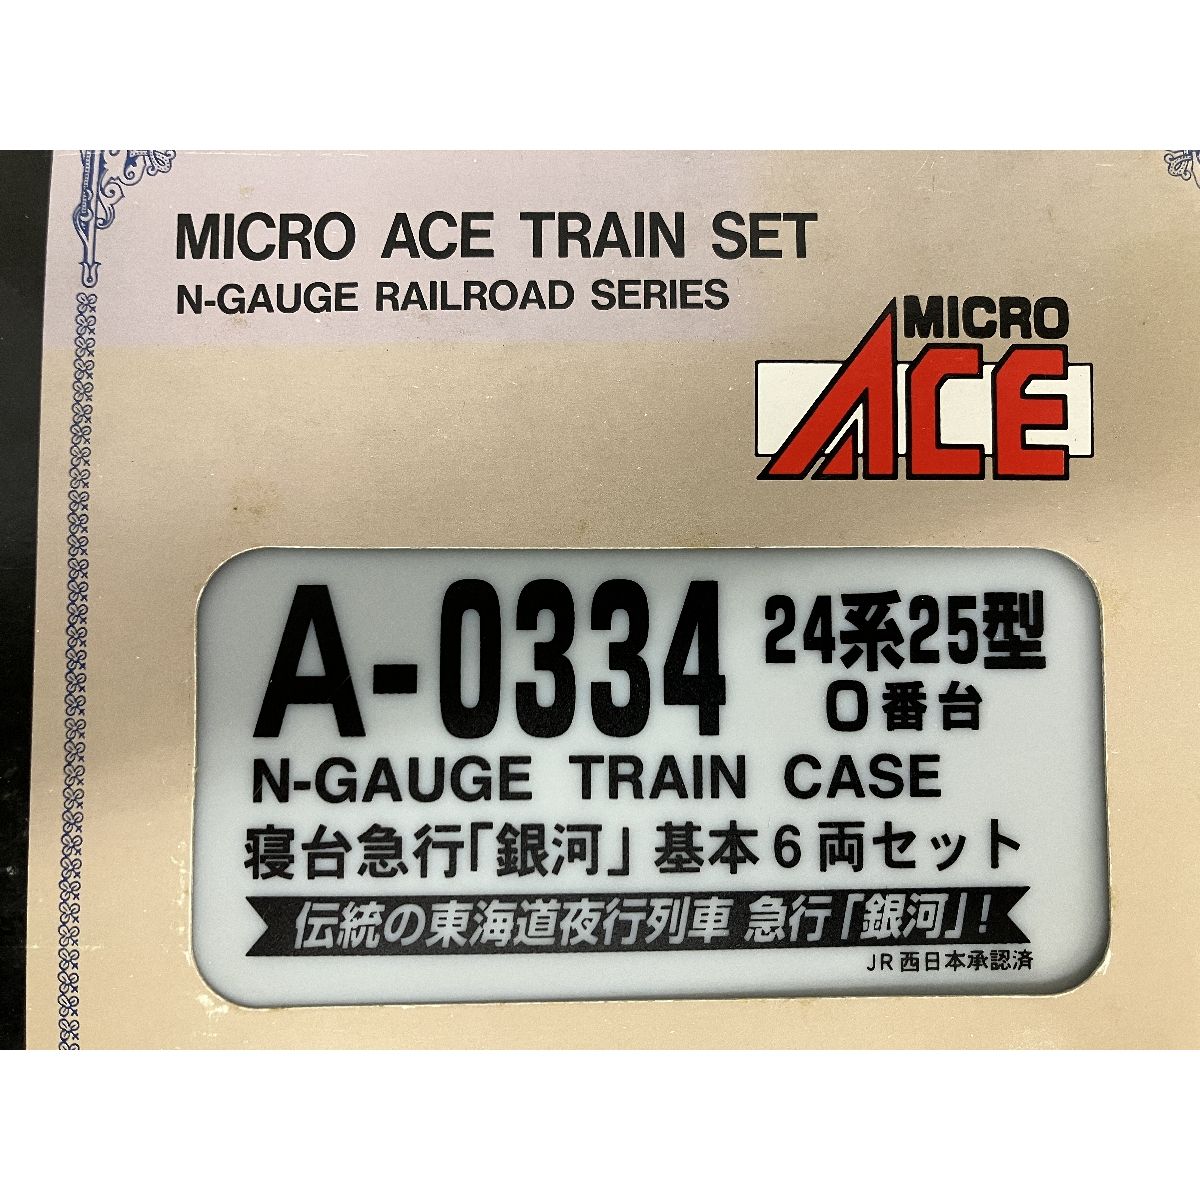 MICRO ACE TRAIN SET
N-GAUGE RAILROAD SERIES
MICRO
ACE
A-0334
24系25型
0番台
N-GAUGE TRAIN CASE
寝台急行「銀河」基本6両セット
伝統の東海道夜行列車 急行「銀河」!
JR西日本承認済